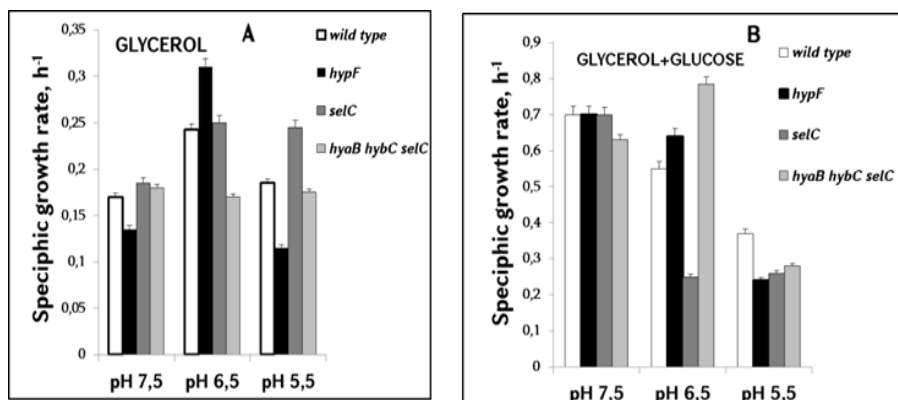 GLYCEROL
A
wild type
hypF
selC
hyaB hybC selC
Speciphic growth rate, h-1
0,35
0,3
0,25
0,2
0,15
0,1
0,05
0
pH 7,5 pH 6,5 pH 5,5
B
GLYCEROL+GLUCOSE
wild type
hypF
selC
hyaB hybC selC
Speciphic growth rate, h-1
0,9
0,8
0,7
0,6
0,5
0,4
0,3
0,2
0,1
0
pH 7,5 pH 6,5 pH 5,5